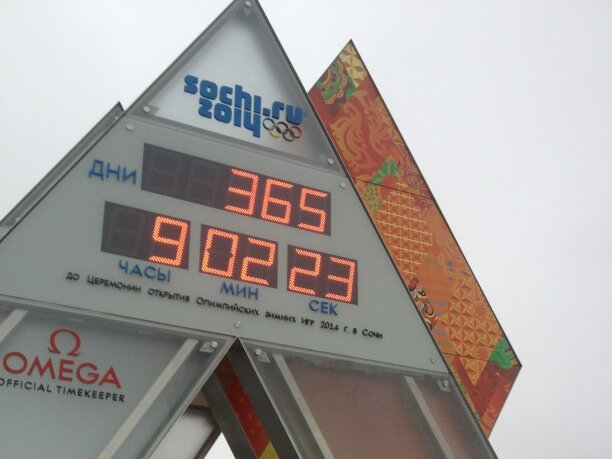 sochi.ru
2014
ДНИ 365
9 02 23
ЧАСЫ МИН СЕК
до Церемонии открытия Олимпийских зимних Игр 2014 г. в Сочи
Ω
OMEGA
OFFICIAL TIMEKEEPER